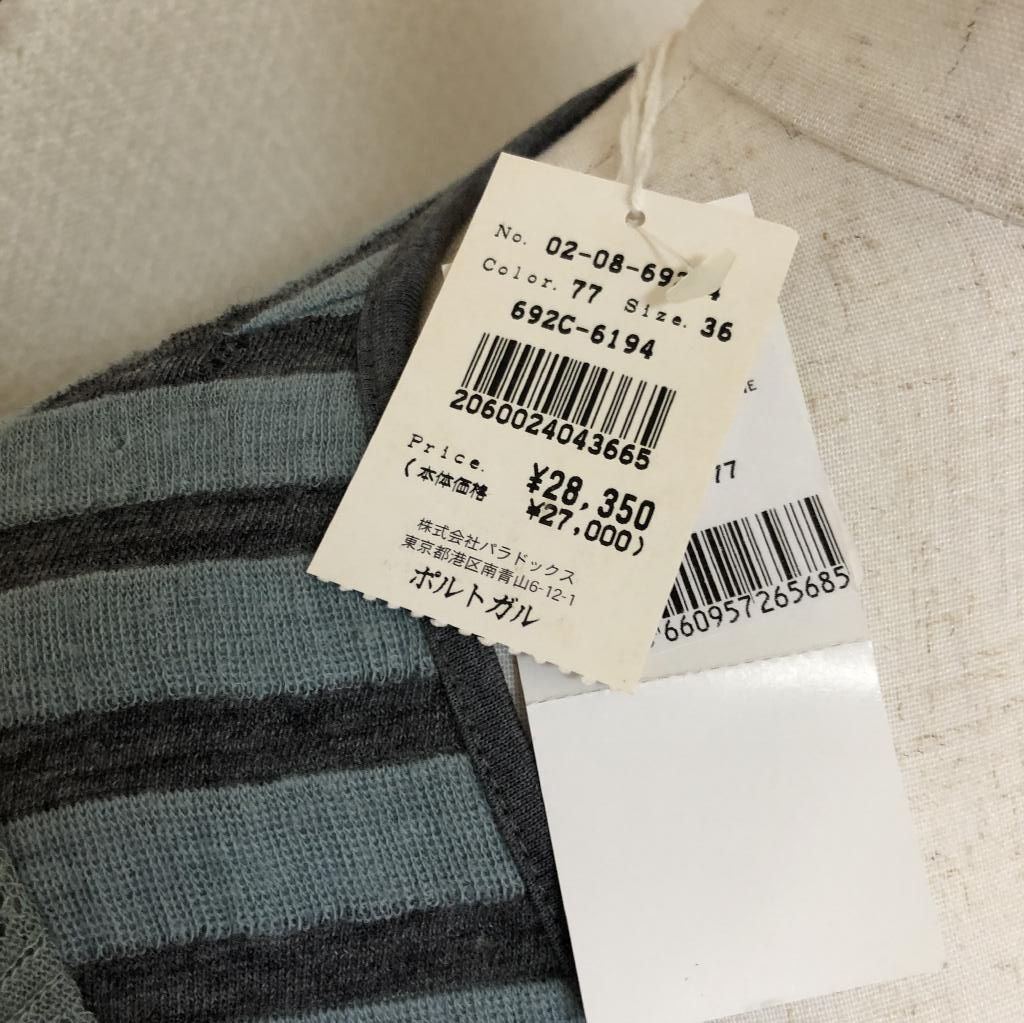 No. 02-08-692
Color. 77 Size. 36
692C-6194
2060024043665
Price. ¥28,350
(本体価格 ¥27,000)
株式会社パラドックス
東京都港区南青山6-12-1
ポルトガル
77
660957265685